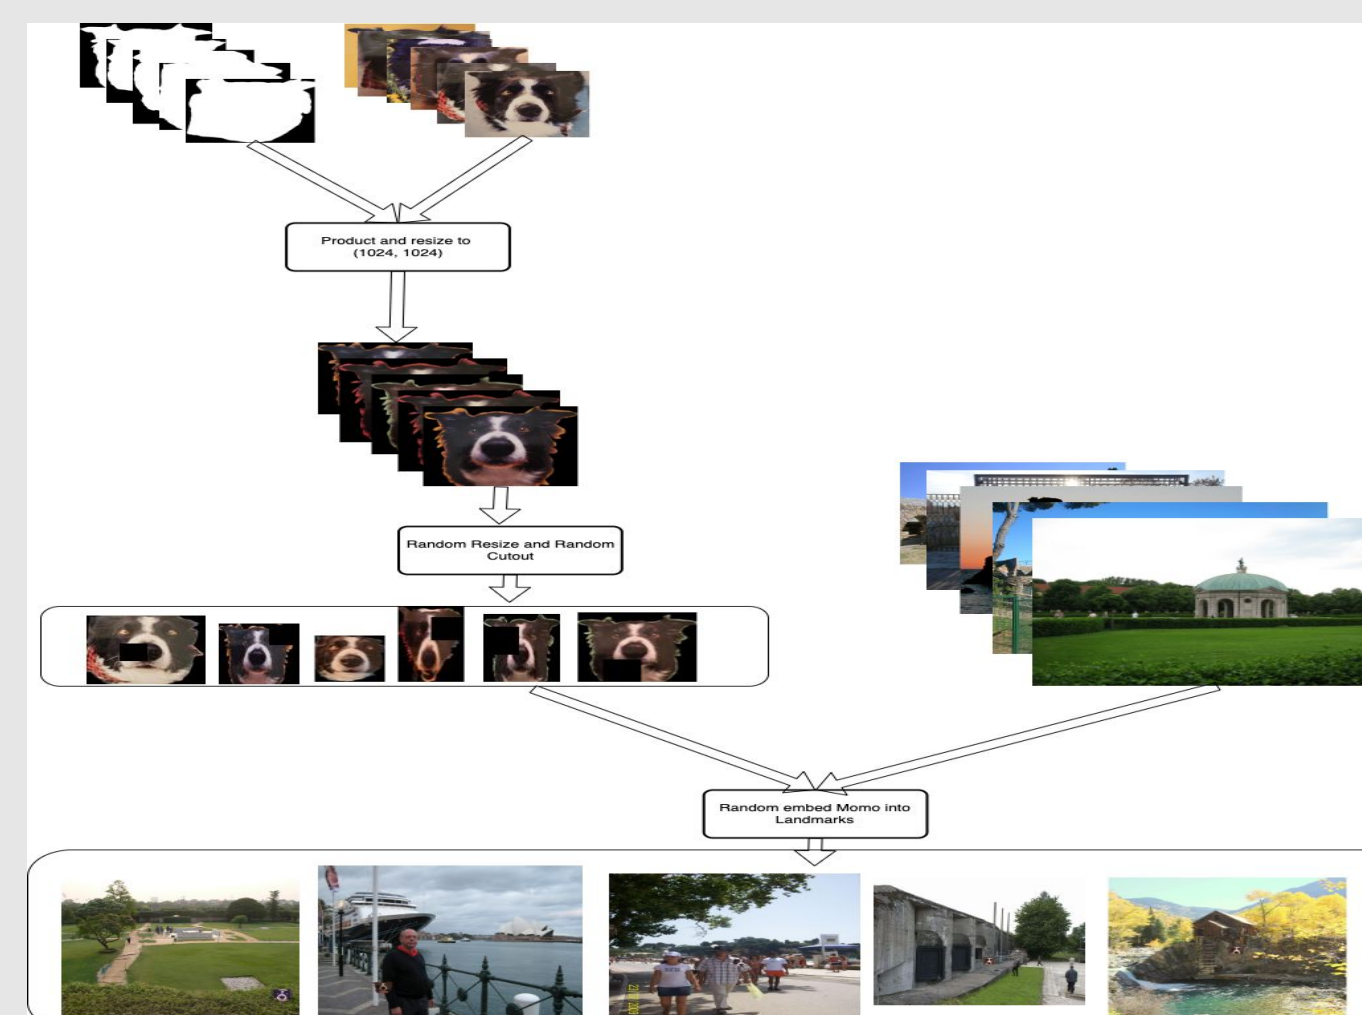 Product and resize to
(1024, 1024)
Random Resize and Random
Cutout
Random embed Momo into
Landmarks